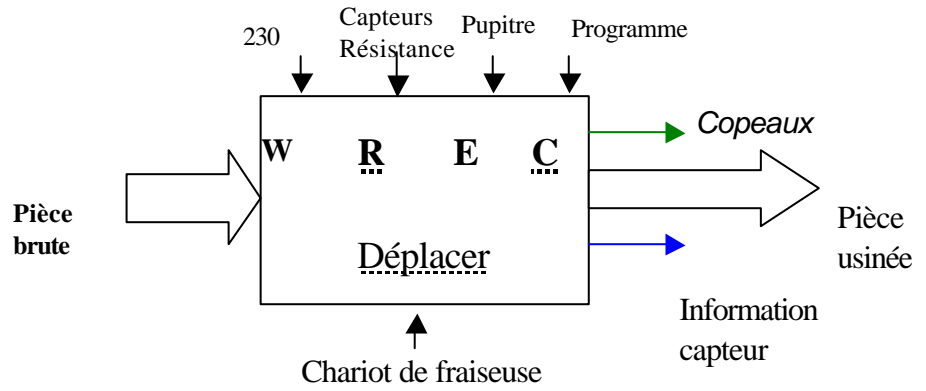 230
Capteurs
Résistance
Pupitre
Programme
W R E C
Copeaux
Pièce
brute
Déplacer
Pièce
usinée
Information
capteur
Chariot de fraiseuse